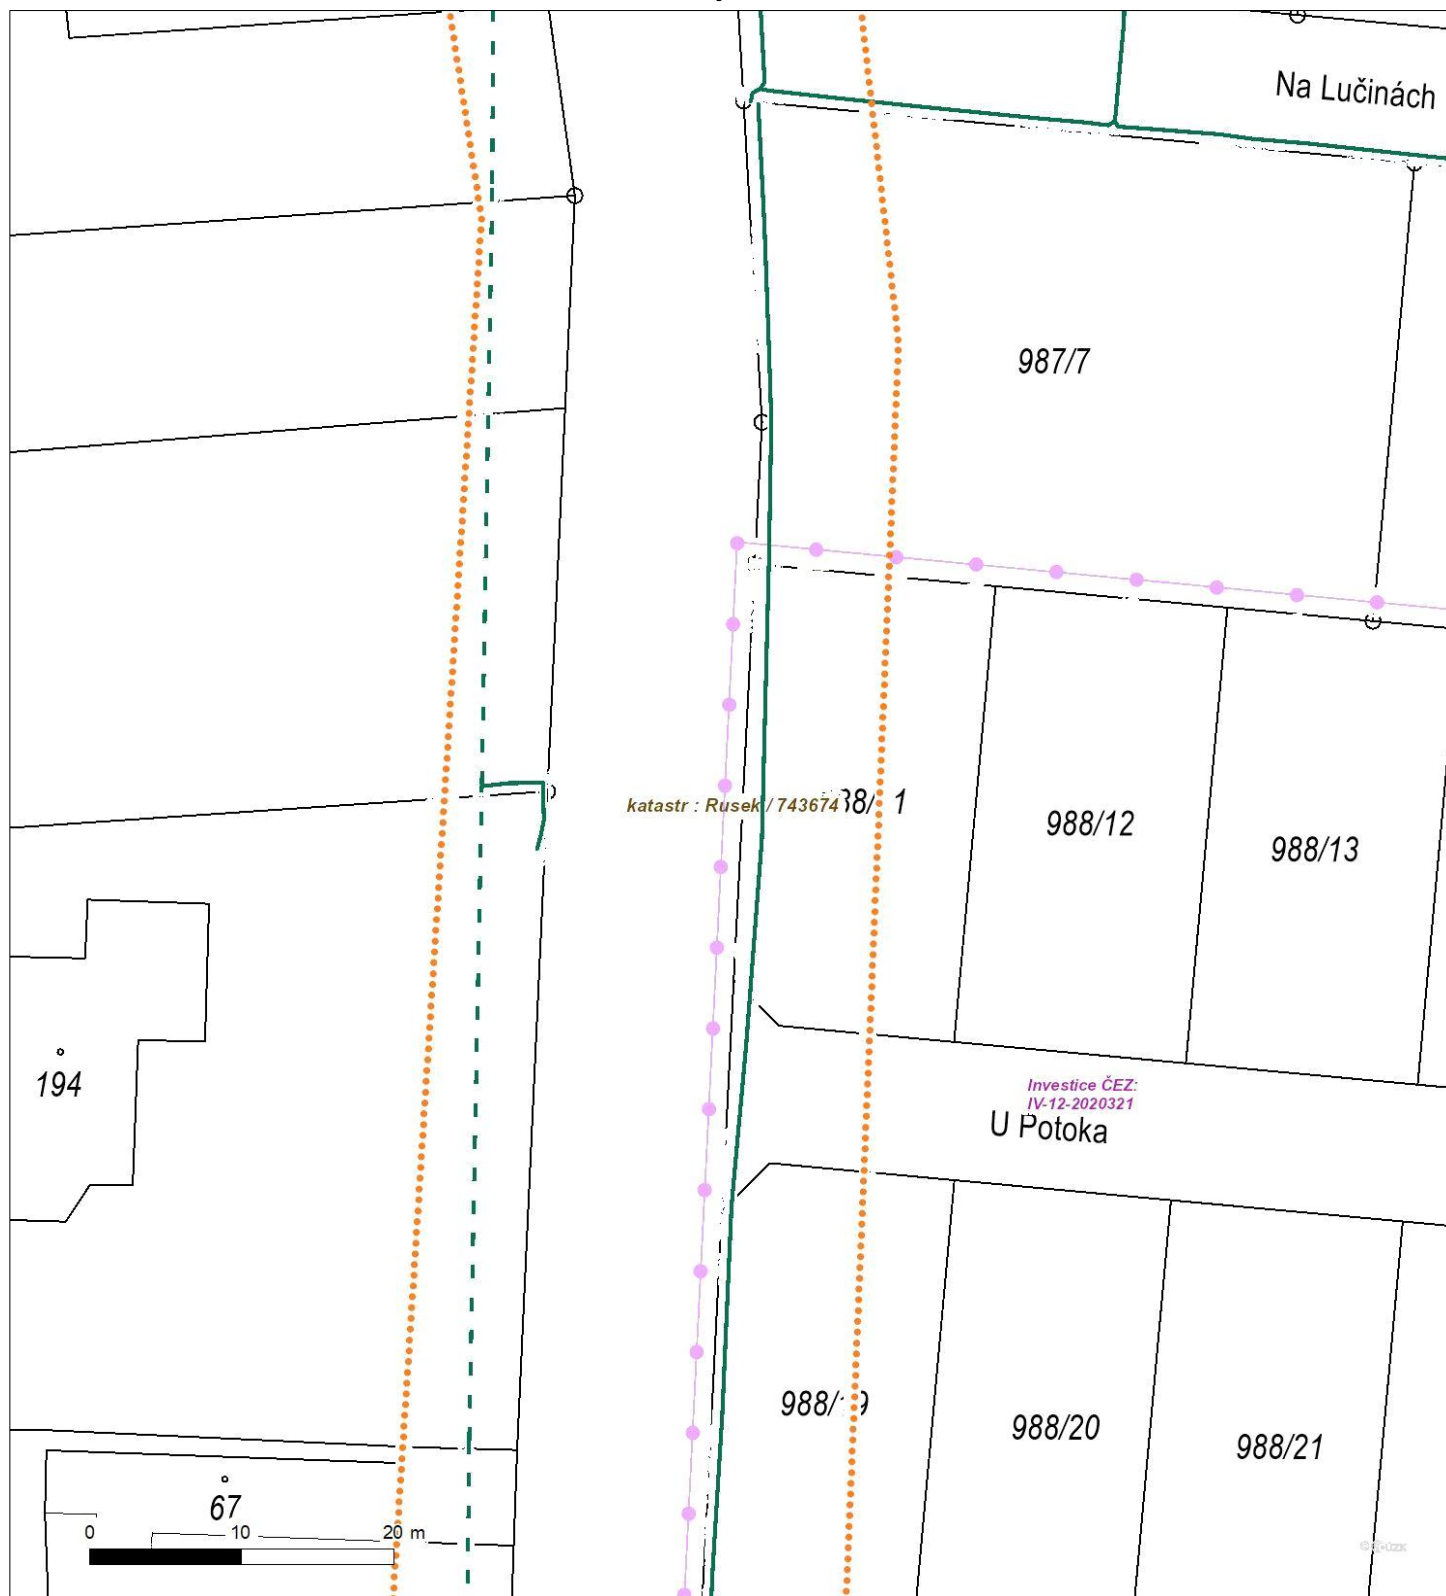 Na Lučinách
987/7
katastr : Rusek / 743674
988/12
988/13
194
Investice ČEZ:
IV-12-2020321
U Potoka
988/20
988/21
67
0 10 20 m